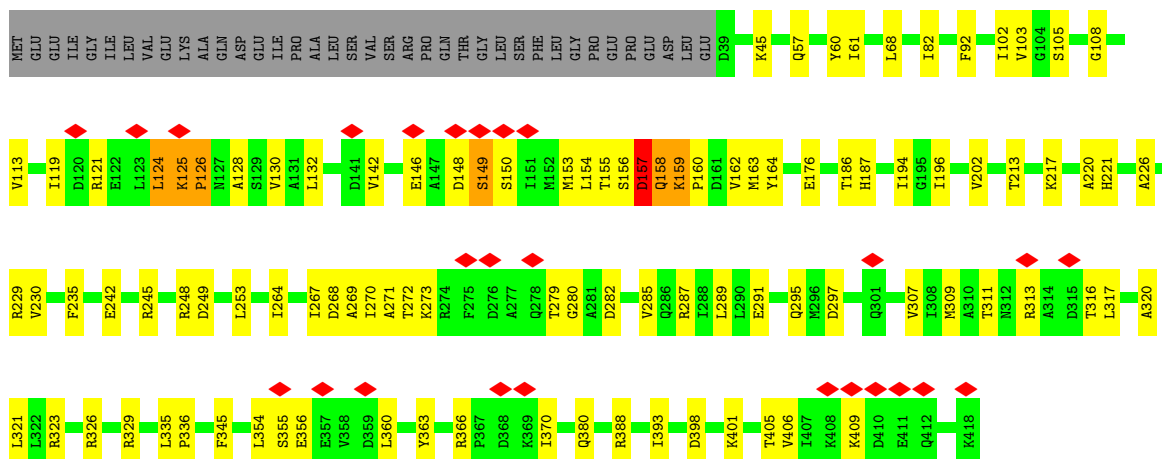 MET GLU GLU ILE GLY ILE LEU VAL GLU LYS ALA GLN ASP GLU ILE PRO ALA LEU SER VAL SER ARG PRO GLN THR GLY LEU SER PHE LEU GLY PRO GLU PRO GLU ASP LEU GLU D39 K45 Q57 Y60 I61 L68 I82 F92 I102 V103 G104 S105 G108
V113 I119 D120 R121 E122 L123 L124 K125 P126 N127 A128 S129 V130 A131 L132 D141 V142 E146 A147 D148 S149 S150 I151 M152 M153 L154 T155 S156 D157 Q158 K159 P160 D161 V162 M163 Y164 E176 T186 H187 I194 G195 I196 V202 T213 K217 A220 H221 A226
R229 V230 F235 E242 R245 R248 D249 L253 I264 I267 D268 A269 I270 A271 T272 K273 R274 F275 D276 A277 Q278 T279 G280 A281 D282 V285 Q286 R287 I288 L289 L290 E291 Q295 M296 D297 Q301 V307 I308 M309 A310 T311 N312 R313 A314 D315 T316 L317 A320
L321 L322 R323 R326 R329 L335 P336 F345 L354 S355 E356 E357 V358 D359 L360 Y363 R366 P367 D368 K369 I370 Q380 R388 I393 D398 K401 T405 V406 I407 K408 K409 D410 E411 Q412 K418